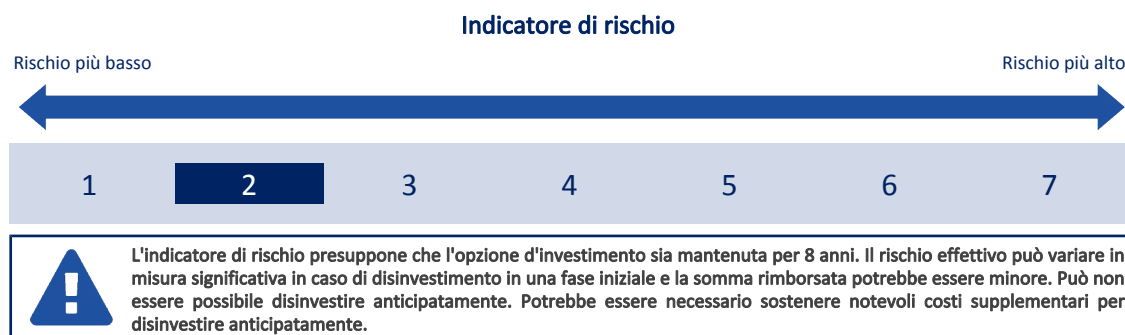 Indicatore di rischio
Rischio più basso
Rischio più alto
1 2 3 4 5 6 7
L'indicatore di rischio presuppone che l'opzione d'investimento sia mantenuta per 8 anni. Il rischio effettivo può variare in
misura significativa in caso di disinvestimento in una fase iniziale e la somma rimborsata potrebbe essere minore. Può non
essere possibile disinvestire anticipatamente. Potrebbe essere necessario sostenere notevoli costi supplementari per
disinvestire anticipatamente.